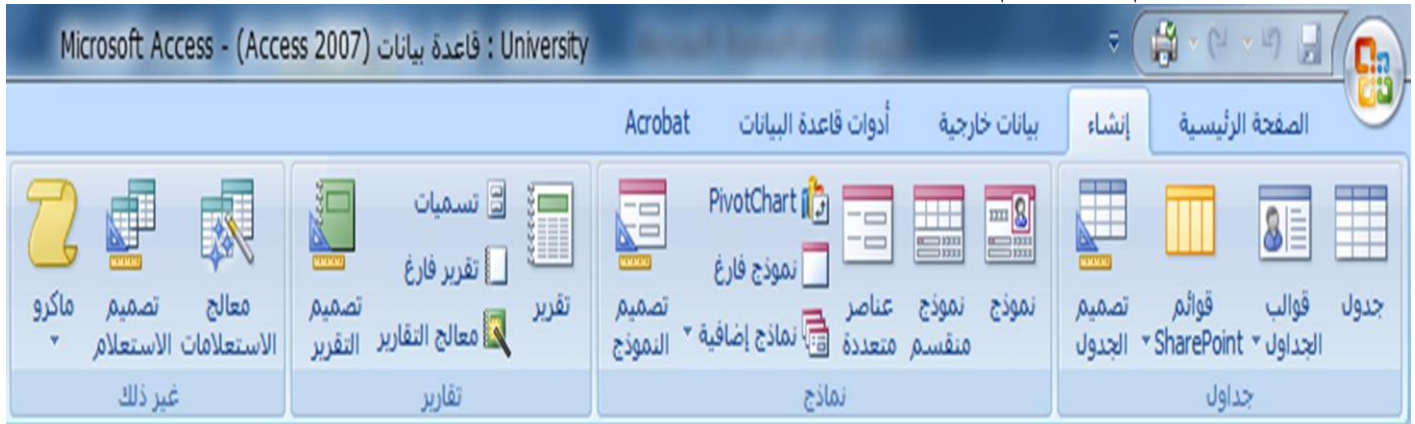 University : قاعدة بيانات (Access 2007) - Microsoft Access
الصفحة الرئيسية إنشاء بيانات خارجية أدوات قاعدة البيانات Acrobat
جدول
قوالب
الجداول
قوائم
SharePoint
تصميم
الجدول
جداول
نموذج
نموذج
منقسم
عناصر
متعددة
PivotChart
نموذج فارغ
نماذج إضافية
تصميم
النموذج
نماذج
تقرير
تسميات
تقرير فارغ
معالج التقارير
تصميم
التقرير
تقارير
معالج
الاستعلامات
تصميم
الاستعلام
ماكرو
غير ذلك